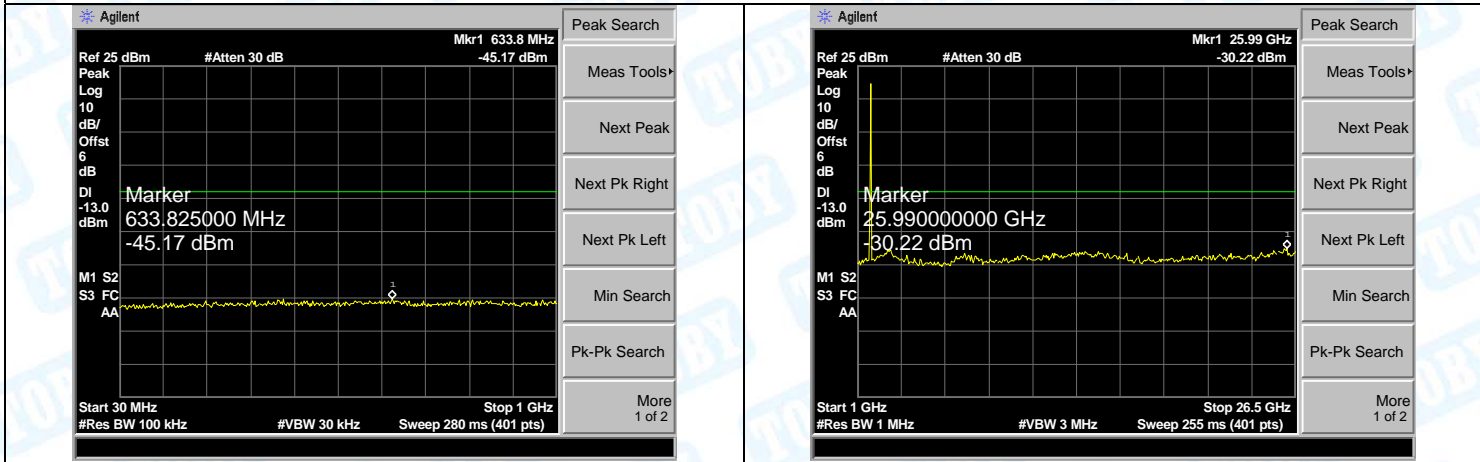 Agilent
Peak Search
Mkr1 633.8 MHz
Ref 25 dBm #Atten 30 dB -45.17 dBm
Peak
Log
10
dB/
Offst
6
dB
DI
-13.0
dBm
Marker
633.825000 MHz
-45.17 dBm
M1 S2
S3 FC
AA
1
Start 30 MHz Stop 1 GHz
#Res BW 100 kHz #VBW 30 kHz Sweep 280 ms (401 pts)
Meas Tools
Next Peak
Next Pk Right
Next Pk Left
Min Search
Pk-Pk Search
More
1 of 2
Agilent
Peak Search
Mkr1 25.99 GHz
Ref 25 dBm #Atten 30 dB -30.22 dBm
Peak
Log
10
dB/
Offst
6
dB
DI
-13.0
dBm
Marker
25.990000000 GHz
-30.22 dBm
M1 S2
S3 FC
AA
1
Start 1 GHz Stop 26.5 GHz
#Res BW 1 MHz #VBW 3 MHz Sweep 255 ms (401 pts)
Meas Tools
Next Peak
Next Pk Right
Next Pk Left
Min Search
Pk-Pk Search
More
1 of 2
TOBY